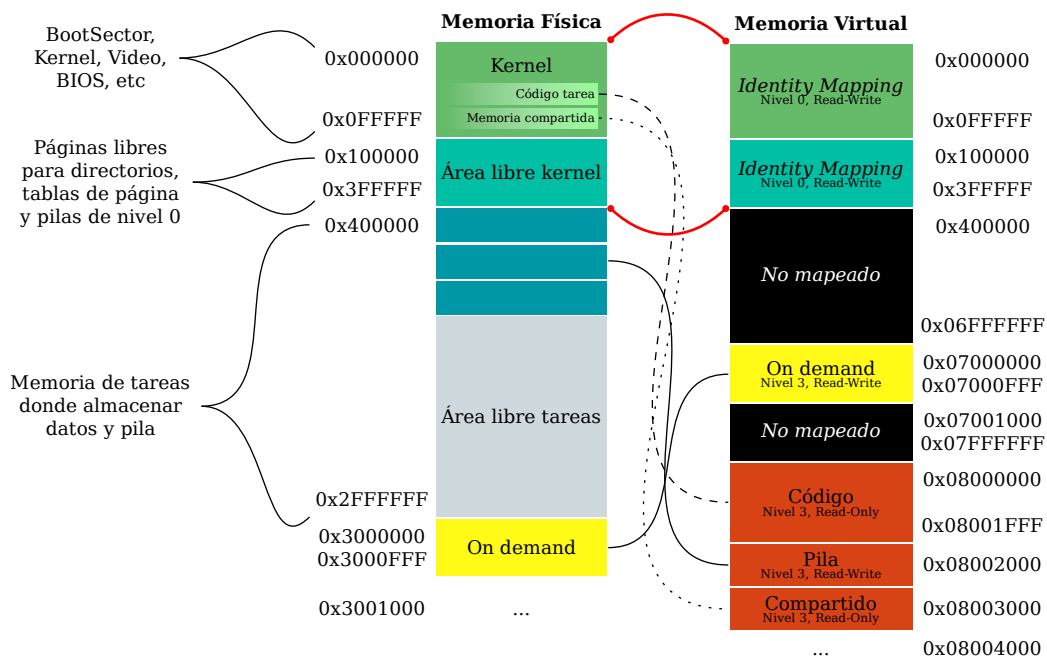 Memoria Física
Memoria Virtual
BootSector,
Kernel, Video,
BIOS, etc
0x000000
0x0FFFFF
Páginas libres
para directorios,
tablas de página
y pilas de nivel 0
0x100000
0x3FFFFF
0x400000
Memoria de tareas
donde almacenar
datos y pila
0x2FFFFFF
0x3000000
0x3000FFF
0x3001000
Kernel
Código tarea
Memoria compartida
Área libre kernel
Área libre tareas
On demand
...
Identity Mapping
Nivel 0, Read-Write
Identity Mapping
Nivel 0, Read-Write
No mapeado
On demand
Nivel 3, Read-Write
No mapeado
Código
Nivel 3, Read-Only
Pila
Nivel 3, Read-Write
Compartido
Nivel 3, Read-Only
...
0x000000
0x0FFFFF
0x100000
0x3FFFFF
0x400000
0x06FFFFFF
0x07000000
0x07000FFF
0x07001000
0x07FFFFFF
0x08000000
0x08001FFF
0x08002000
0x08003000
0x08004000